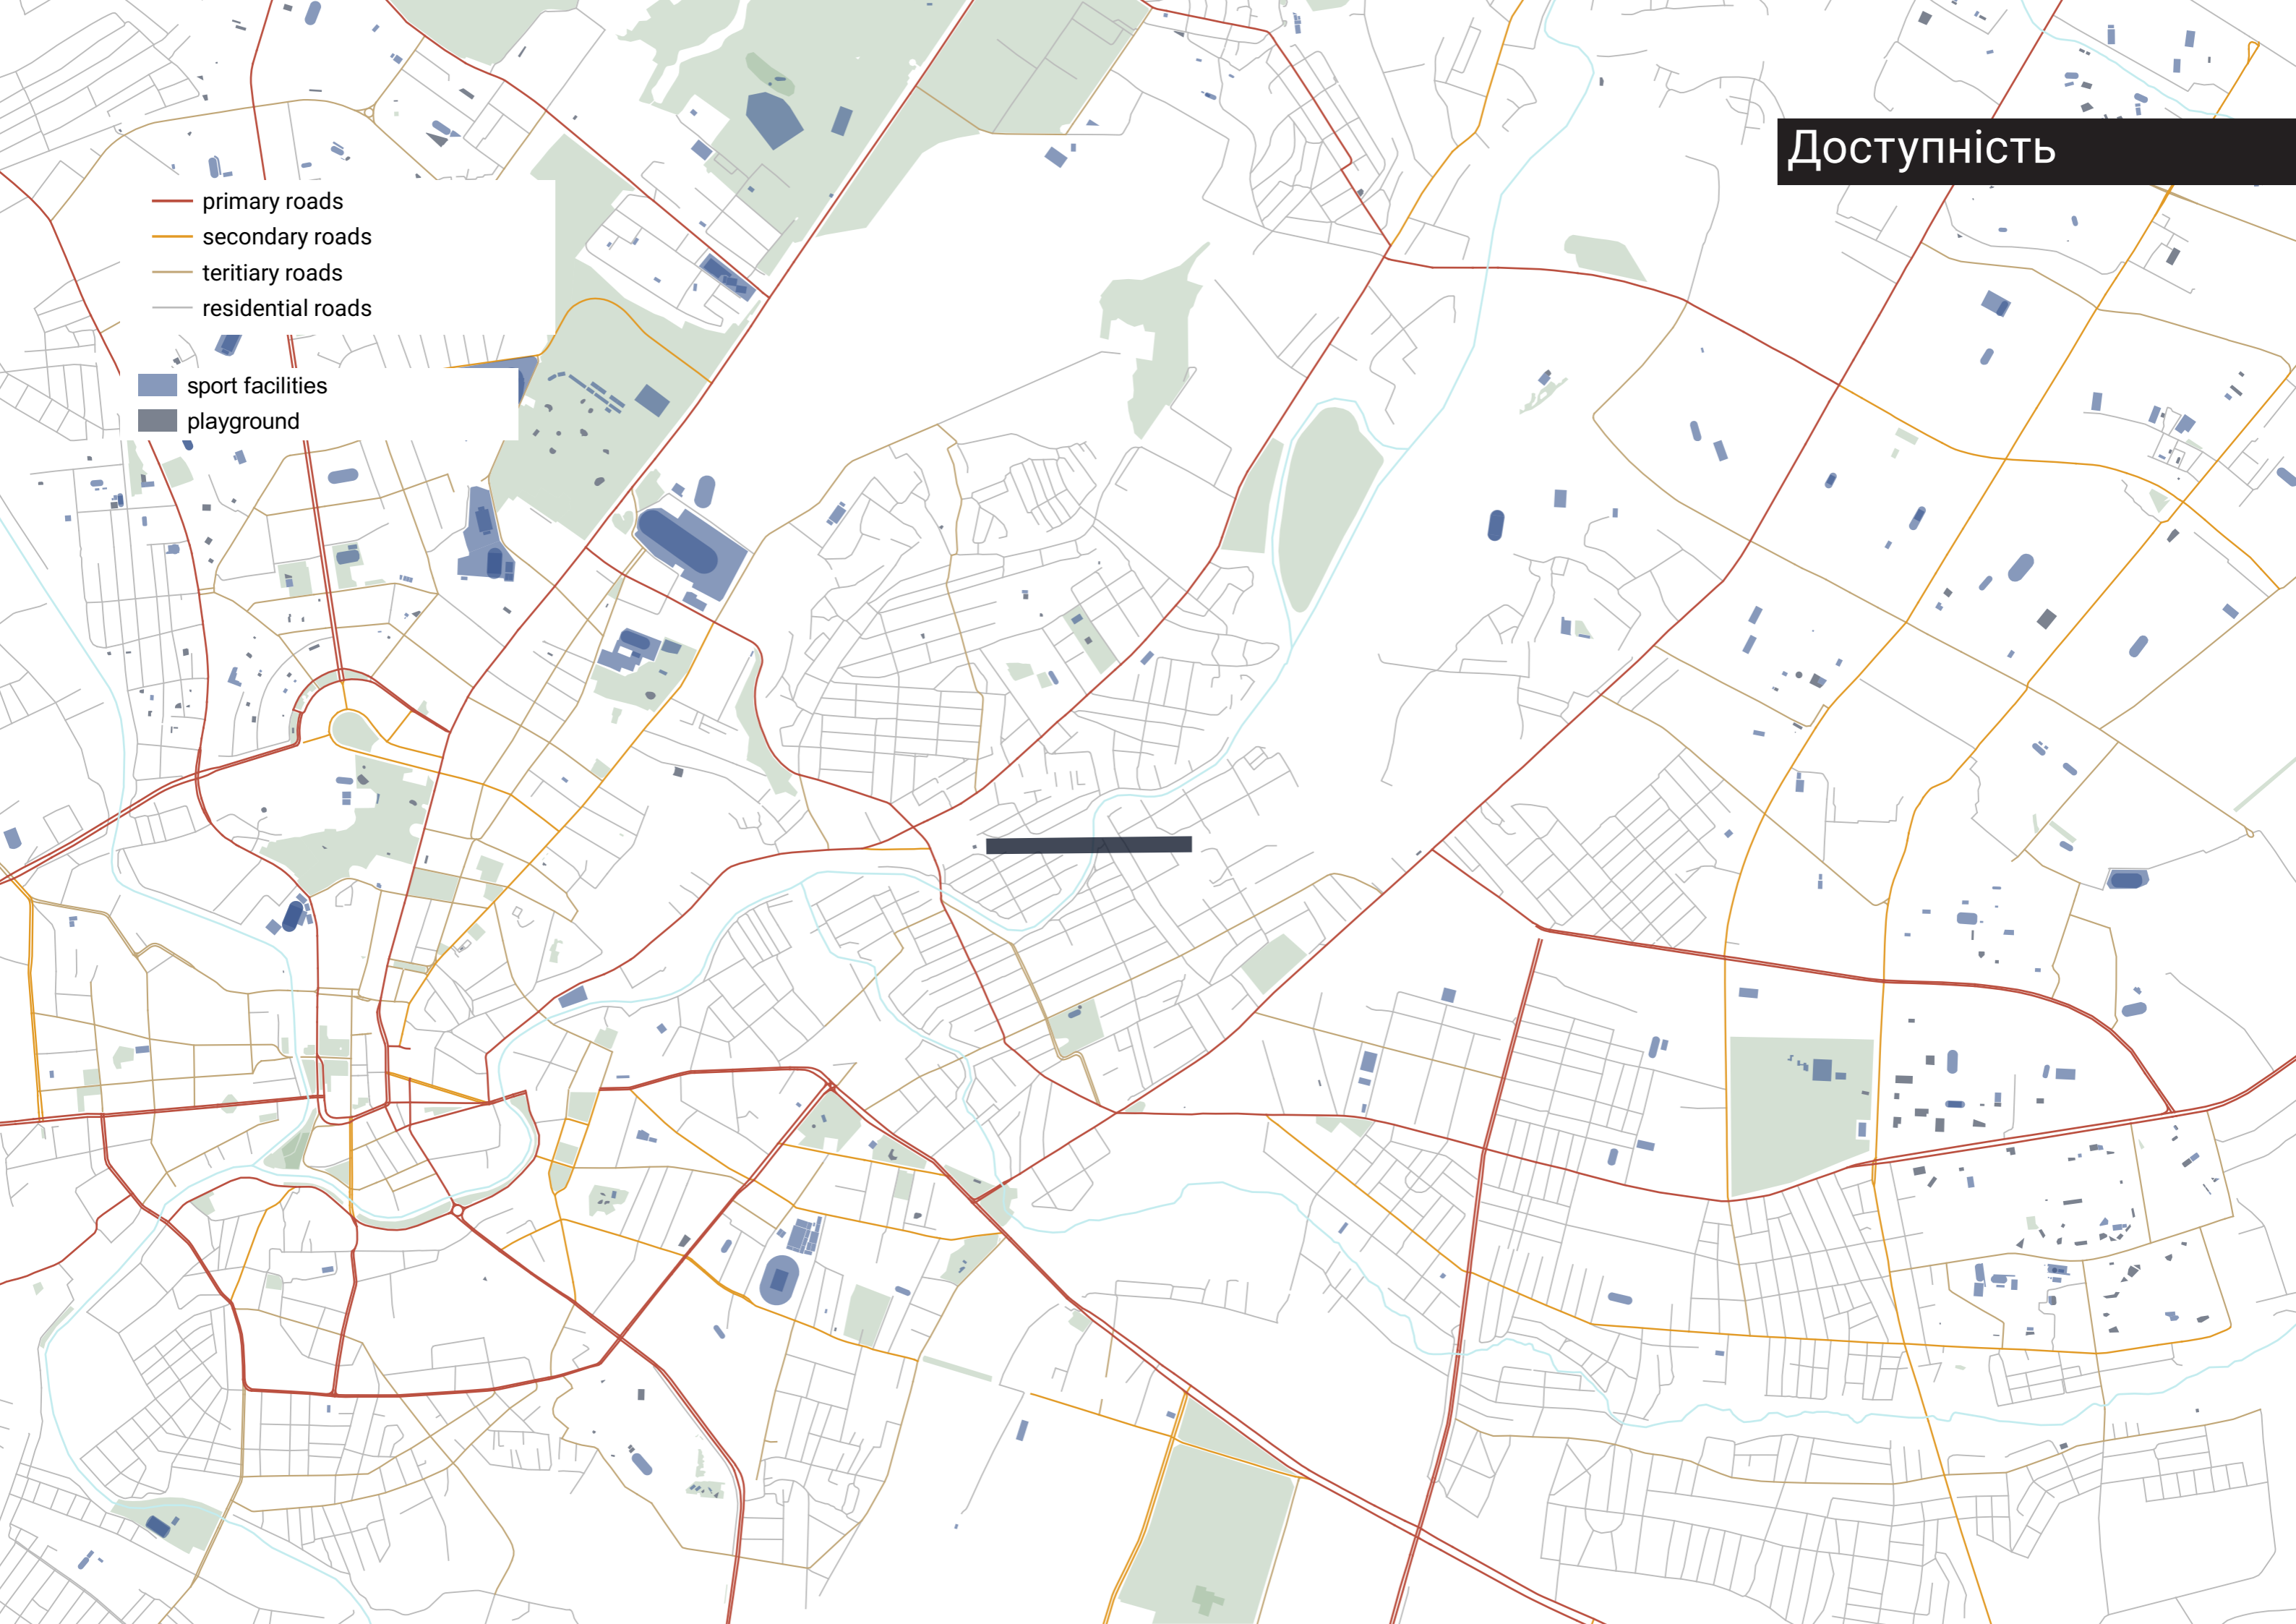 Доступність
primary roads
secondary roads
teritiary roads
residential roads
sport facilities
playground